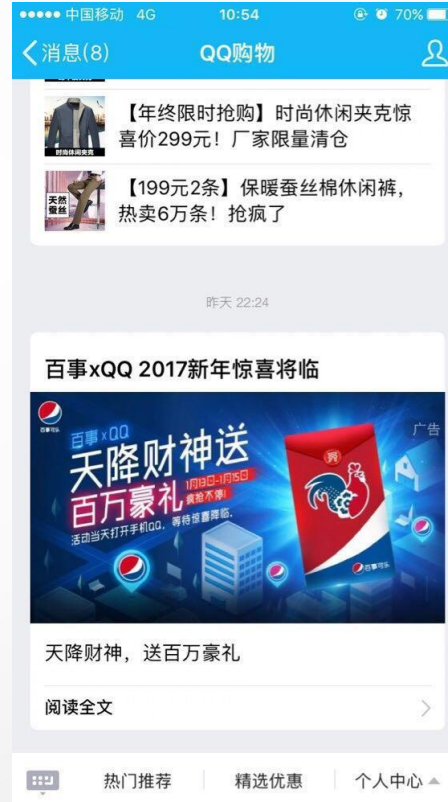 中国移动 4G 10:54 70%
消息(8) QQ购物
【年终限时抢购】时尚休闲夹克惊
喜价299元！厂家限量清仓
时尚休闲夹克
【199元2条】保暖蚕丝棉休闲裤，
热卖6万条！抢疯了
天然
蚕丝
昨天 22:24
百事xQQ 2017新年惊喜将临
广告
百事可乐
百事×QQ
天降财神送
百万豪礼
1月13日-1月15日
疯抢不停!
活动当天打开手机QQ，等待惊喜降临。
百事可乐
天降财神，送百万豪礼
阅读全文
热门推荐 精选优惠 个人中心